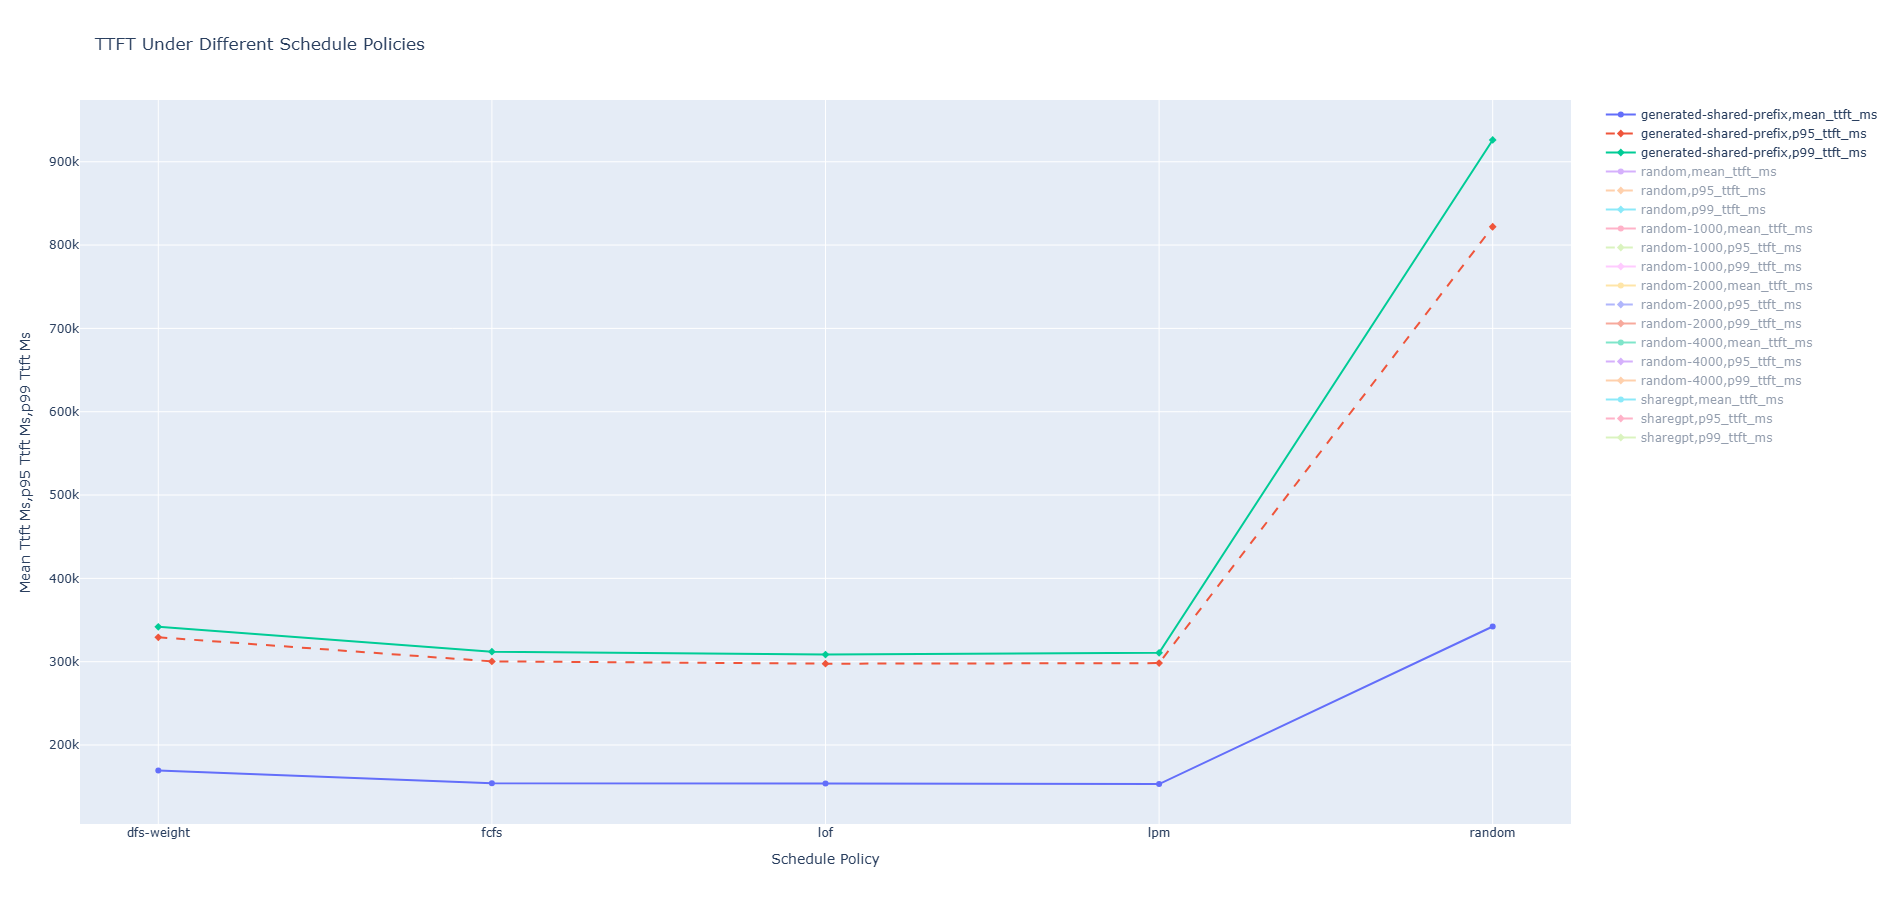 TTFT Under Different Schedule Policies
Mean Ttft Ms,p95 Ttft Ms,p99 Ttft Ms
900k
800k
700k
600k
500k
400k
300k
200k
dfs-weight
fcfs
lof
lpm
random
Schedule Policy
generated-shared-prefix,mean_ttft_ms
generated-shared-prefix,p95_ttft_ms
generated-shared-prefix,p99_ttft_ms
random,mean_ttft_ms
random,p95_ttft_ms
random,p99_ttft_ms
random-1000,mean_ttft_ms
random-1000,p95_ttft_ms
random-1000,p99_ttft_ms
random-2000,mean_ttft_ms
random-2000,p95_ttft_ms
random-2000,p99_ttft_ms
random-4000,mean_ttft_ms
random-4000,p95_ttft_ms
random-4000,p99_ttft_ms
sharegpt,mean_ttft_ms
sharegpt,p95_ttft_ms
sharegpt,p99_ttft_ms